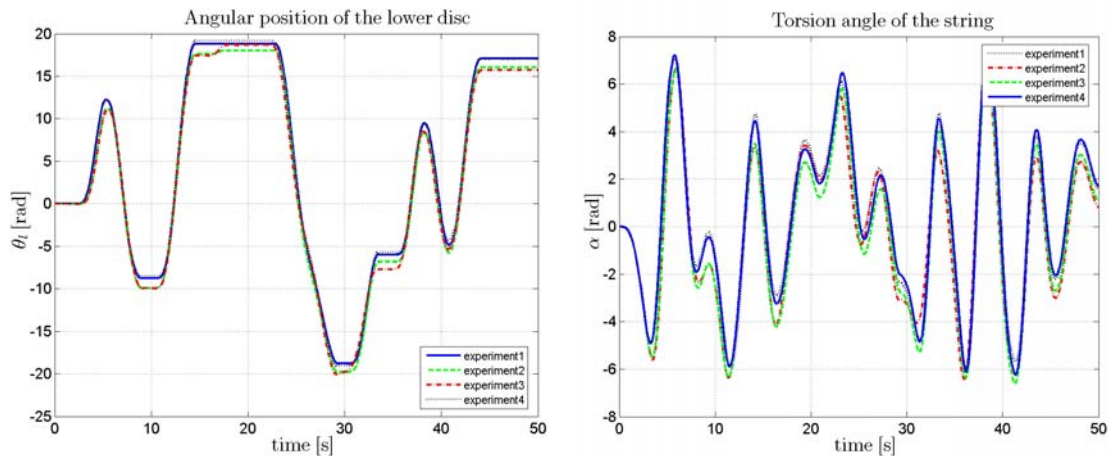 Angular position of the lower disc
20
15
10
5
0
-5
-10
-15
-20
-25
θl [rad]
0 10 20 30 40 50
time [s]
experiment1
experiment2
experiment3
experiment4
Torsion angle of the string
8
6
4
2
0
-2
-4
-6
-8
α [rad]
0 10 20 30 40 50
time [s]
experiment1
experiment2
experiment3
experiment4